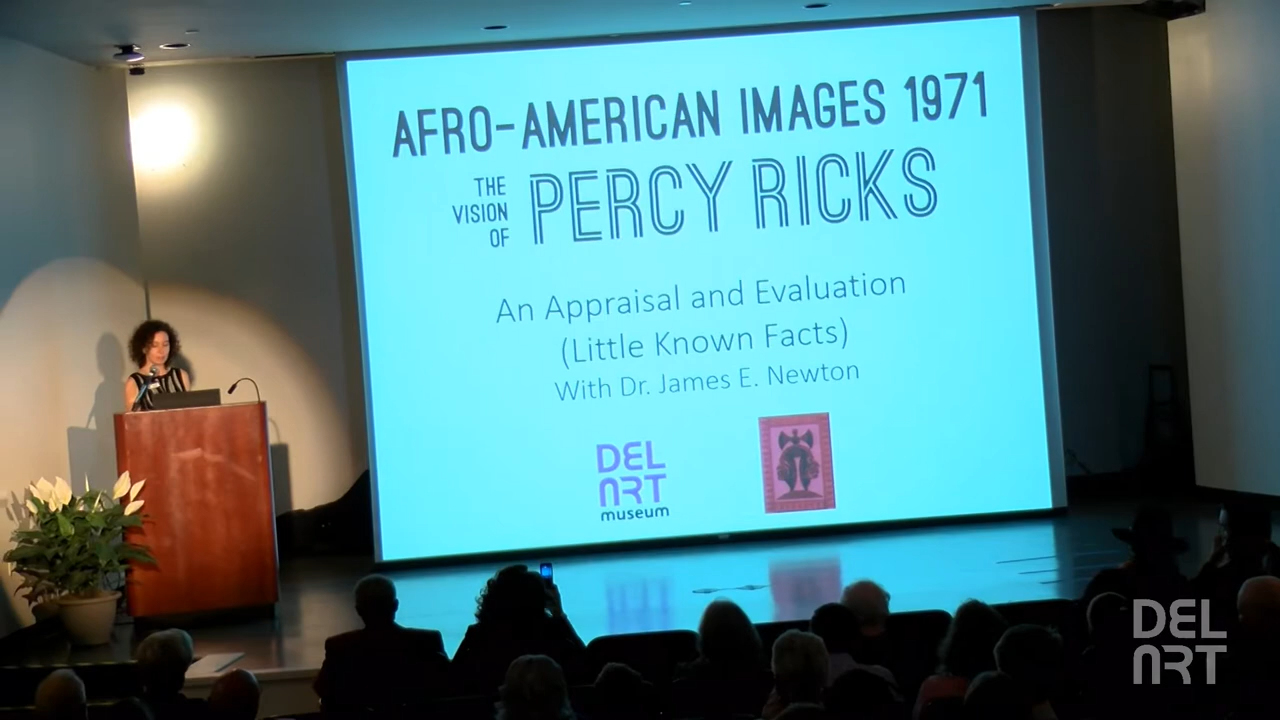 AFRO-AMERICAN IMAGES 1971
THE
VISION
OF
PERCY RICKS
An Appraisal and Evaluation
(Little Known Facts)
With Dr. James E. Newton
DEL
ART
museum
DEL
ART